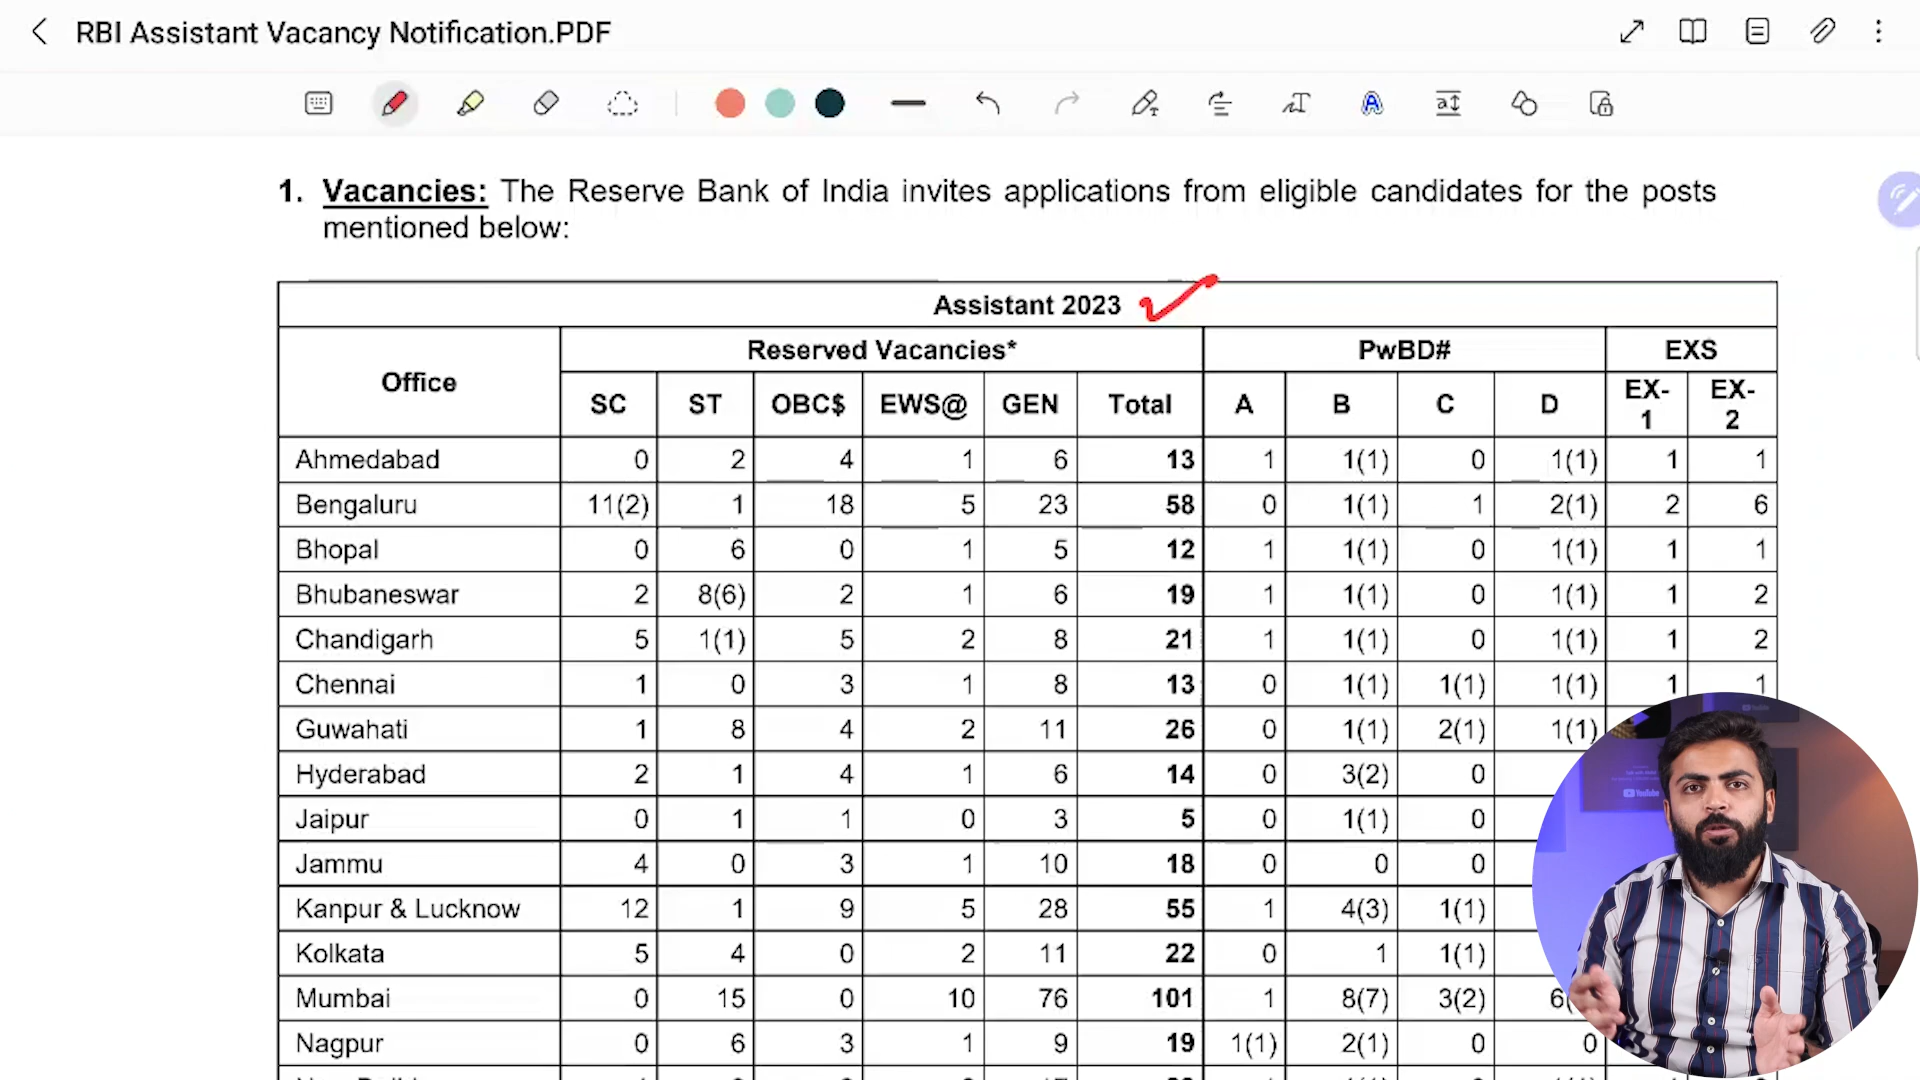 RBI Assistant Vacancy Notification.PDF
1. Vacancies: The Reserve Bank of India invites applications from eligible candidates for the posts
mentioned below:
Assistant 2023
Office Reserved Vacancies* PwBD# EXS
SC ST OBC$ EWS@ GEN Total A B C D EX-1 EX-2
Ahmedabad 0 2 4 1 6 13 1 1(1) 0 1(1) 1 1
Bengaluru 11(2) 1 18 5 23 58 0 1(1) 1 2(1) 2 6
Bhopal 0 6 0 1 5 12 1 1(1) 0 1(1) 1 1
Bhubaneswar 2 8(6) 2 1 6 19 1 1(1) 0 1(1) 1 2
Chandigarh 5 1(1) 5 2 8 21 1 1(1) 0 1(1) 1 2
Chennai 1 0 3 1 8 13 0 1(1) 1(1) 1(1) 1 1
Guwahati 1 8 4 2 11 26 0 1(1) 2(1) 1(1)
Hyderabad 2 1 4 1 6 14 0 3(2) 0
Jaipur 0 1 1 0 3 5 0 1(1) 0
Jammu 4 0 3 1 10 18 0 0 0
Kanpur & Lucknow 12 1 9 5 28 55 1 4(3) 1(1)
Kolkata 5 4 0 2 11 22 0 1 1(1)
Mumbai 0 15 0 10 76 101 1 8(7) 3(2) 6(
Nagpur 0 6 3 1 9 19 1(1) 2(1) 0 0
YouTube